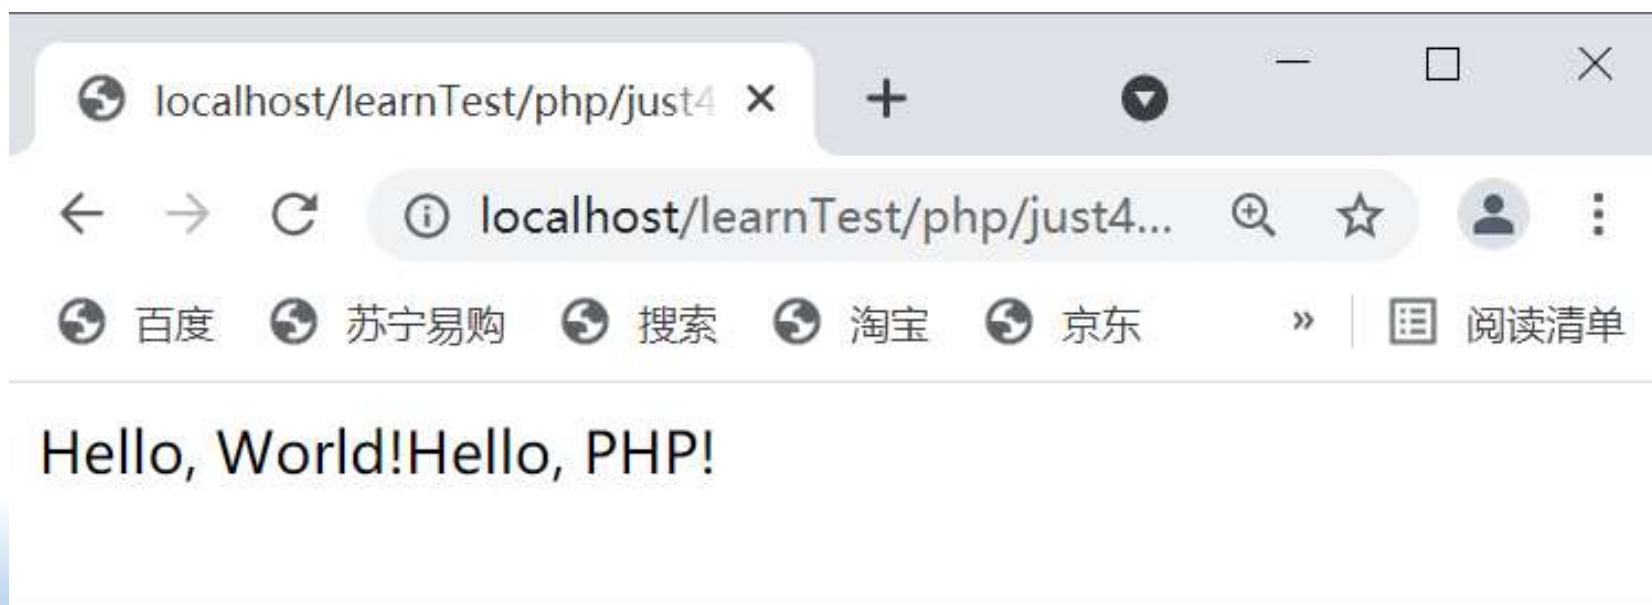 localhost/learnTest/php/just4
localhost/learnTest/php/just4...
百度 苏宁易购 搜索 淘宝 京东 » 阅读清单
Hello, World!Hello, PHP!